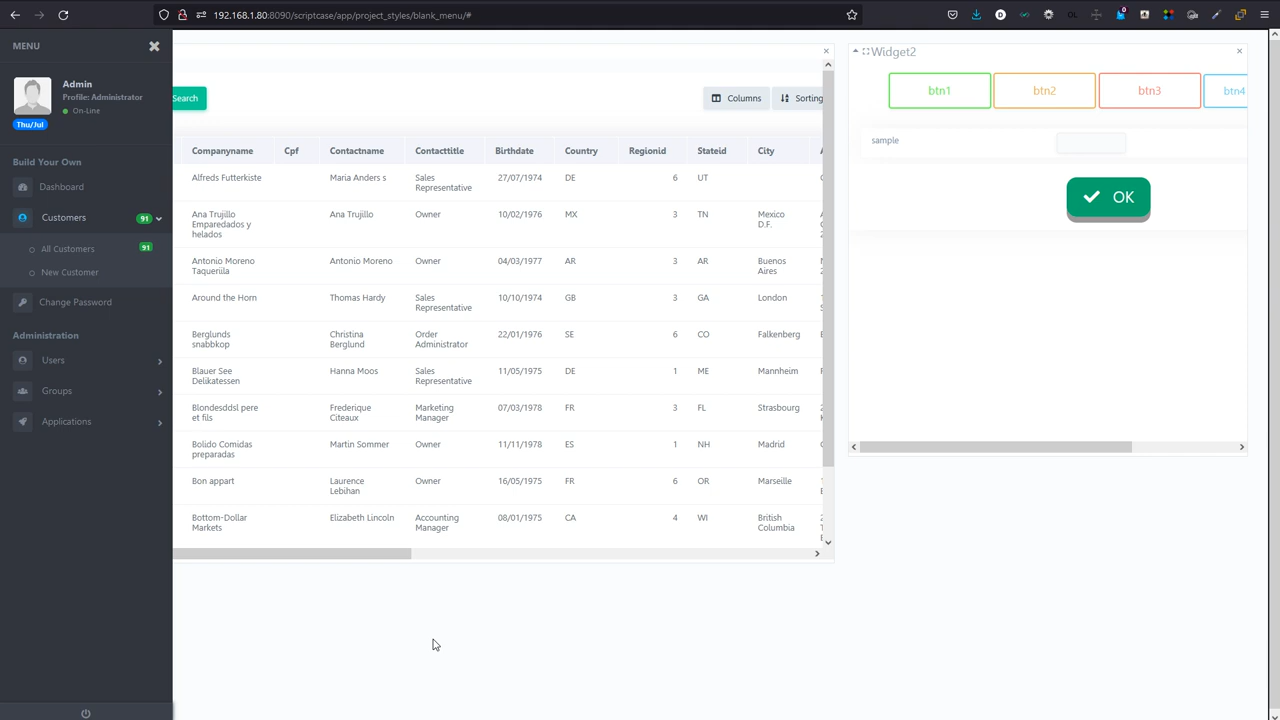 192.168.1.80:8090/scriptcase/app/project_styles/blank_menu/#
MENU
Admin
Profile: Administrator
On-Line
Thu/Jul
Build Your Own
Dashboard
Customers 91
All Customers 91
New Customer
Change Password
Administration
Users
Groups
Applications
Search
Columns
Sorting
Companyname Cpf Contactname Contacttitle Birthdate Country Regionid Stateid City
Alfreds Futterkiste Maria Anders s Sales Representative 27/07/1974 DE 6 UT
Ana Trujillo Emparedados y helados Ana Trujillo Owner 10/02/1976 MX 3 TN Mexico D.F.
Antonio Moreno Taquerüla Antonio Moreno Owner 04/03/1977 AR 3 AR Buenos Aires
Around the Horn Thomas Hardy Sales Representative 10/10/1974 GB 3 GA London
Berglunds snabbkop Christina Berglund Order Administrator 22/01/1976 SE 6 CO Falkenberg
Blauer See Delikatessen Hanna Moos Sales Representative 11/05/1975 DE 1 ME Mannheim
Blondesddsl pere et fils Frederique Citeaux Marketing Manager 07/03/1978 FR 3 FL Strasbourg
Bolido Comidas preparadas Martin Sommer Owner 11/11/1978 ES 1 NH Madrid
Bon appart Laurence Lebihan Owner 16/05/1975 FR 6 OR Marseille
Bottom-Dollar Markets Elizabeth Lincoln Accounting Manager 08/01/1975 CA 4 WI British Columbia
Widget2
btn1 btn2 btn3 btn4
sample
OK